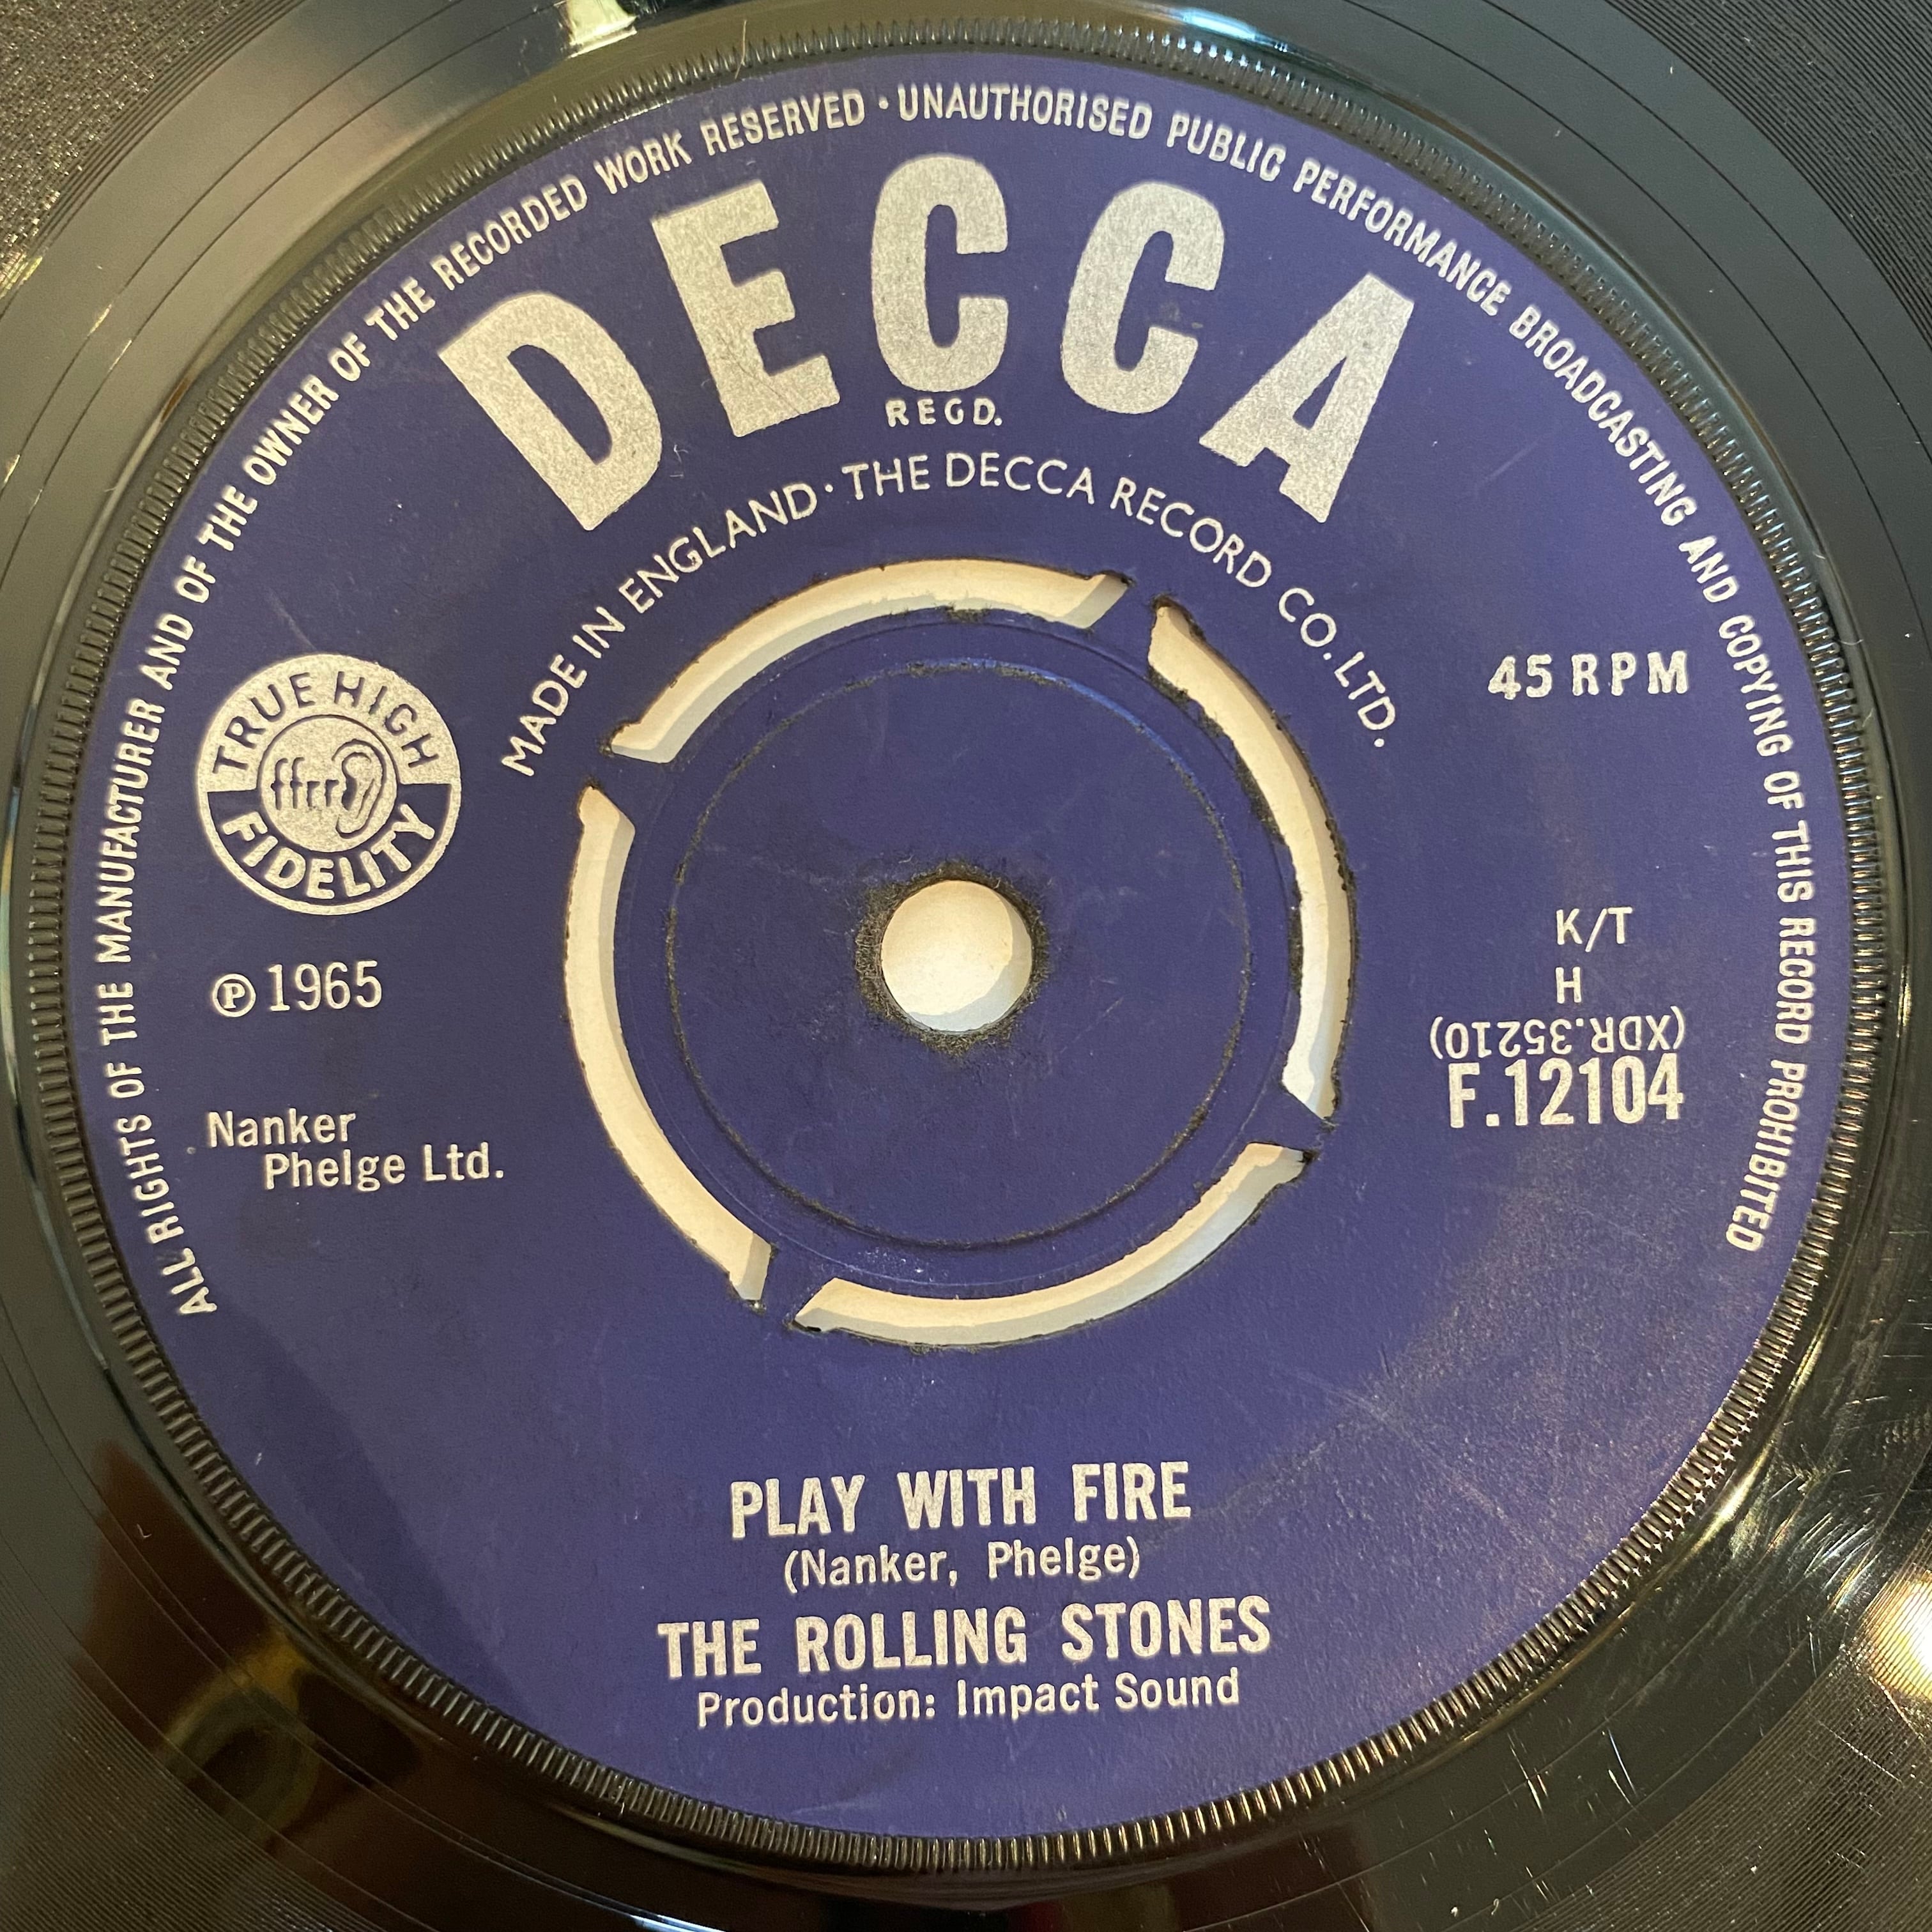 ALL RIGHTS OF THE MANUFACTURER AND OF THE OWNER OF THE RECORDED WORK RESERVED · UNAUTHORISED PUBLIC PERFORMANCE BROADCASTING AND COPYING OF THIS RECORD PROHIBITED
DECCA
REGD.
MADE IN ENGLAND · THE DECCA RECORD CO. LTD.
TRUE HIGH
ffrr
FIDELITY
45 RPM
℗ 1965
K/T
H
(XDR.35210)
F.12104
Nanker
Phelge Ltd.
PLAY WITH FIRE
(Nanker, Phelge)
THE ROLLING STONES
Production: Impact Sound